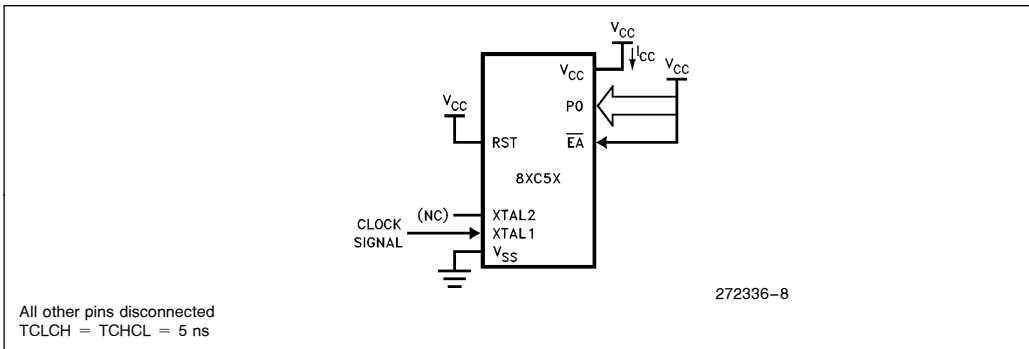 VCC
ICC
VCC
VCC
P0
VCC
RST
EA
8XC5X
(NC)
XTAL2
CLOCK SIGNAL
XTAL1
VSS
272336–8
All other pins disconnected
TCLCH = TCHCL = 5 ns